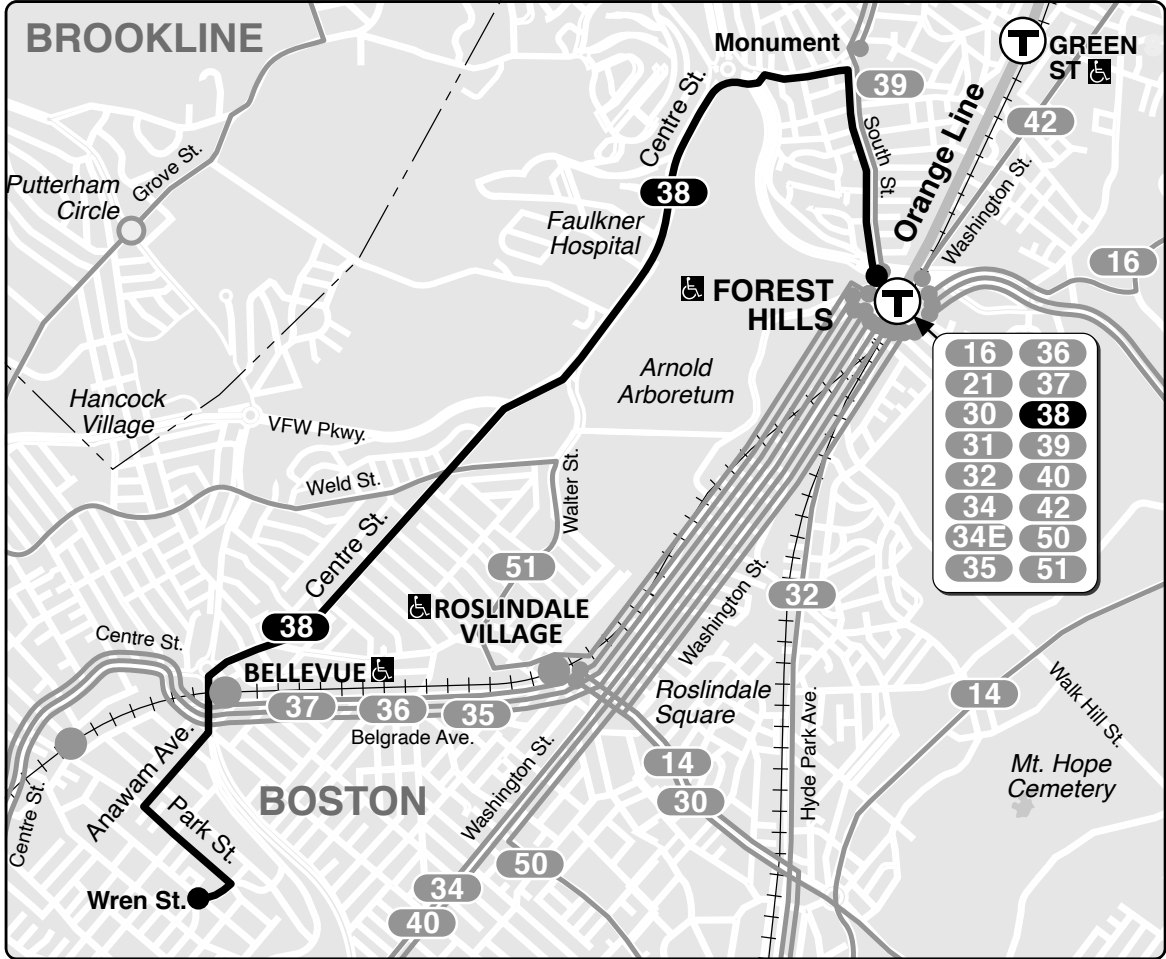 BROOKLINE
Monument
T
GREEN
ST
39
42
Centre St.
South St.
Orange Line
Washington St.
Putterham
Circle
Grove St.
38
Faulkner
Hospital
16
FOREST
HILLS
T
16 36
21 37
30 38
31 39
32 40
34 42
34E 50
35 51
Arnold
Arboretum
Hancock
Village
VFW Pkwy.
Weld St.
Walter St.
Centre St.
51
Washington St.
32
ROSLINDALE
VILLAGE
38
Centre St.
BELLEVUE
37
36
35
Belgrade Ave.
Roslindale
Square
14
Walk Hill St.
Hyde Park Ave.
Mt. Hope
Cemetery
14
30
Anawam Ave.
BOSTON
Washington St.
Centre St.
Park St.
50
34
40
Wren St.